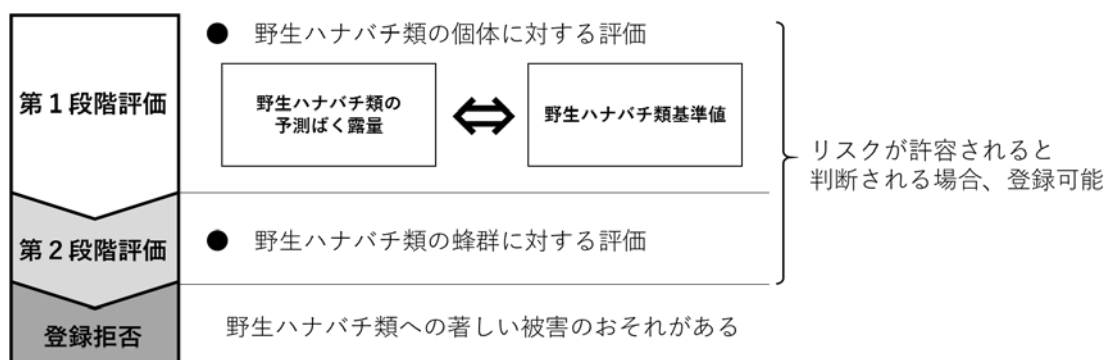 第１段階評価
● 野生ハナバチ類の個体に対する評価
野生ハナバチ類の
予測ばく露量
野生ハナバチ類基準値
リスクが許容されると
判断される場合、登録可能
第２段階評価
● 野生ハナバチ類の蜂群に対する評価
登録拒否
野生ハナバチ類への著しい被害のおそれがある